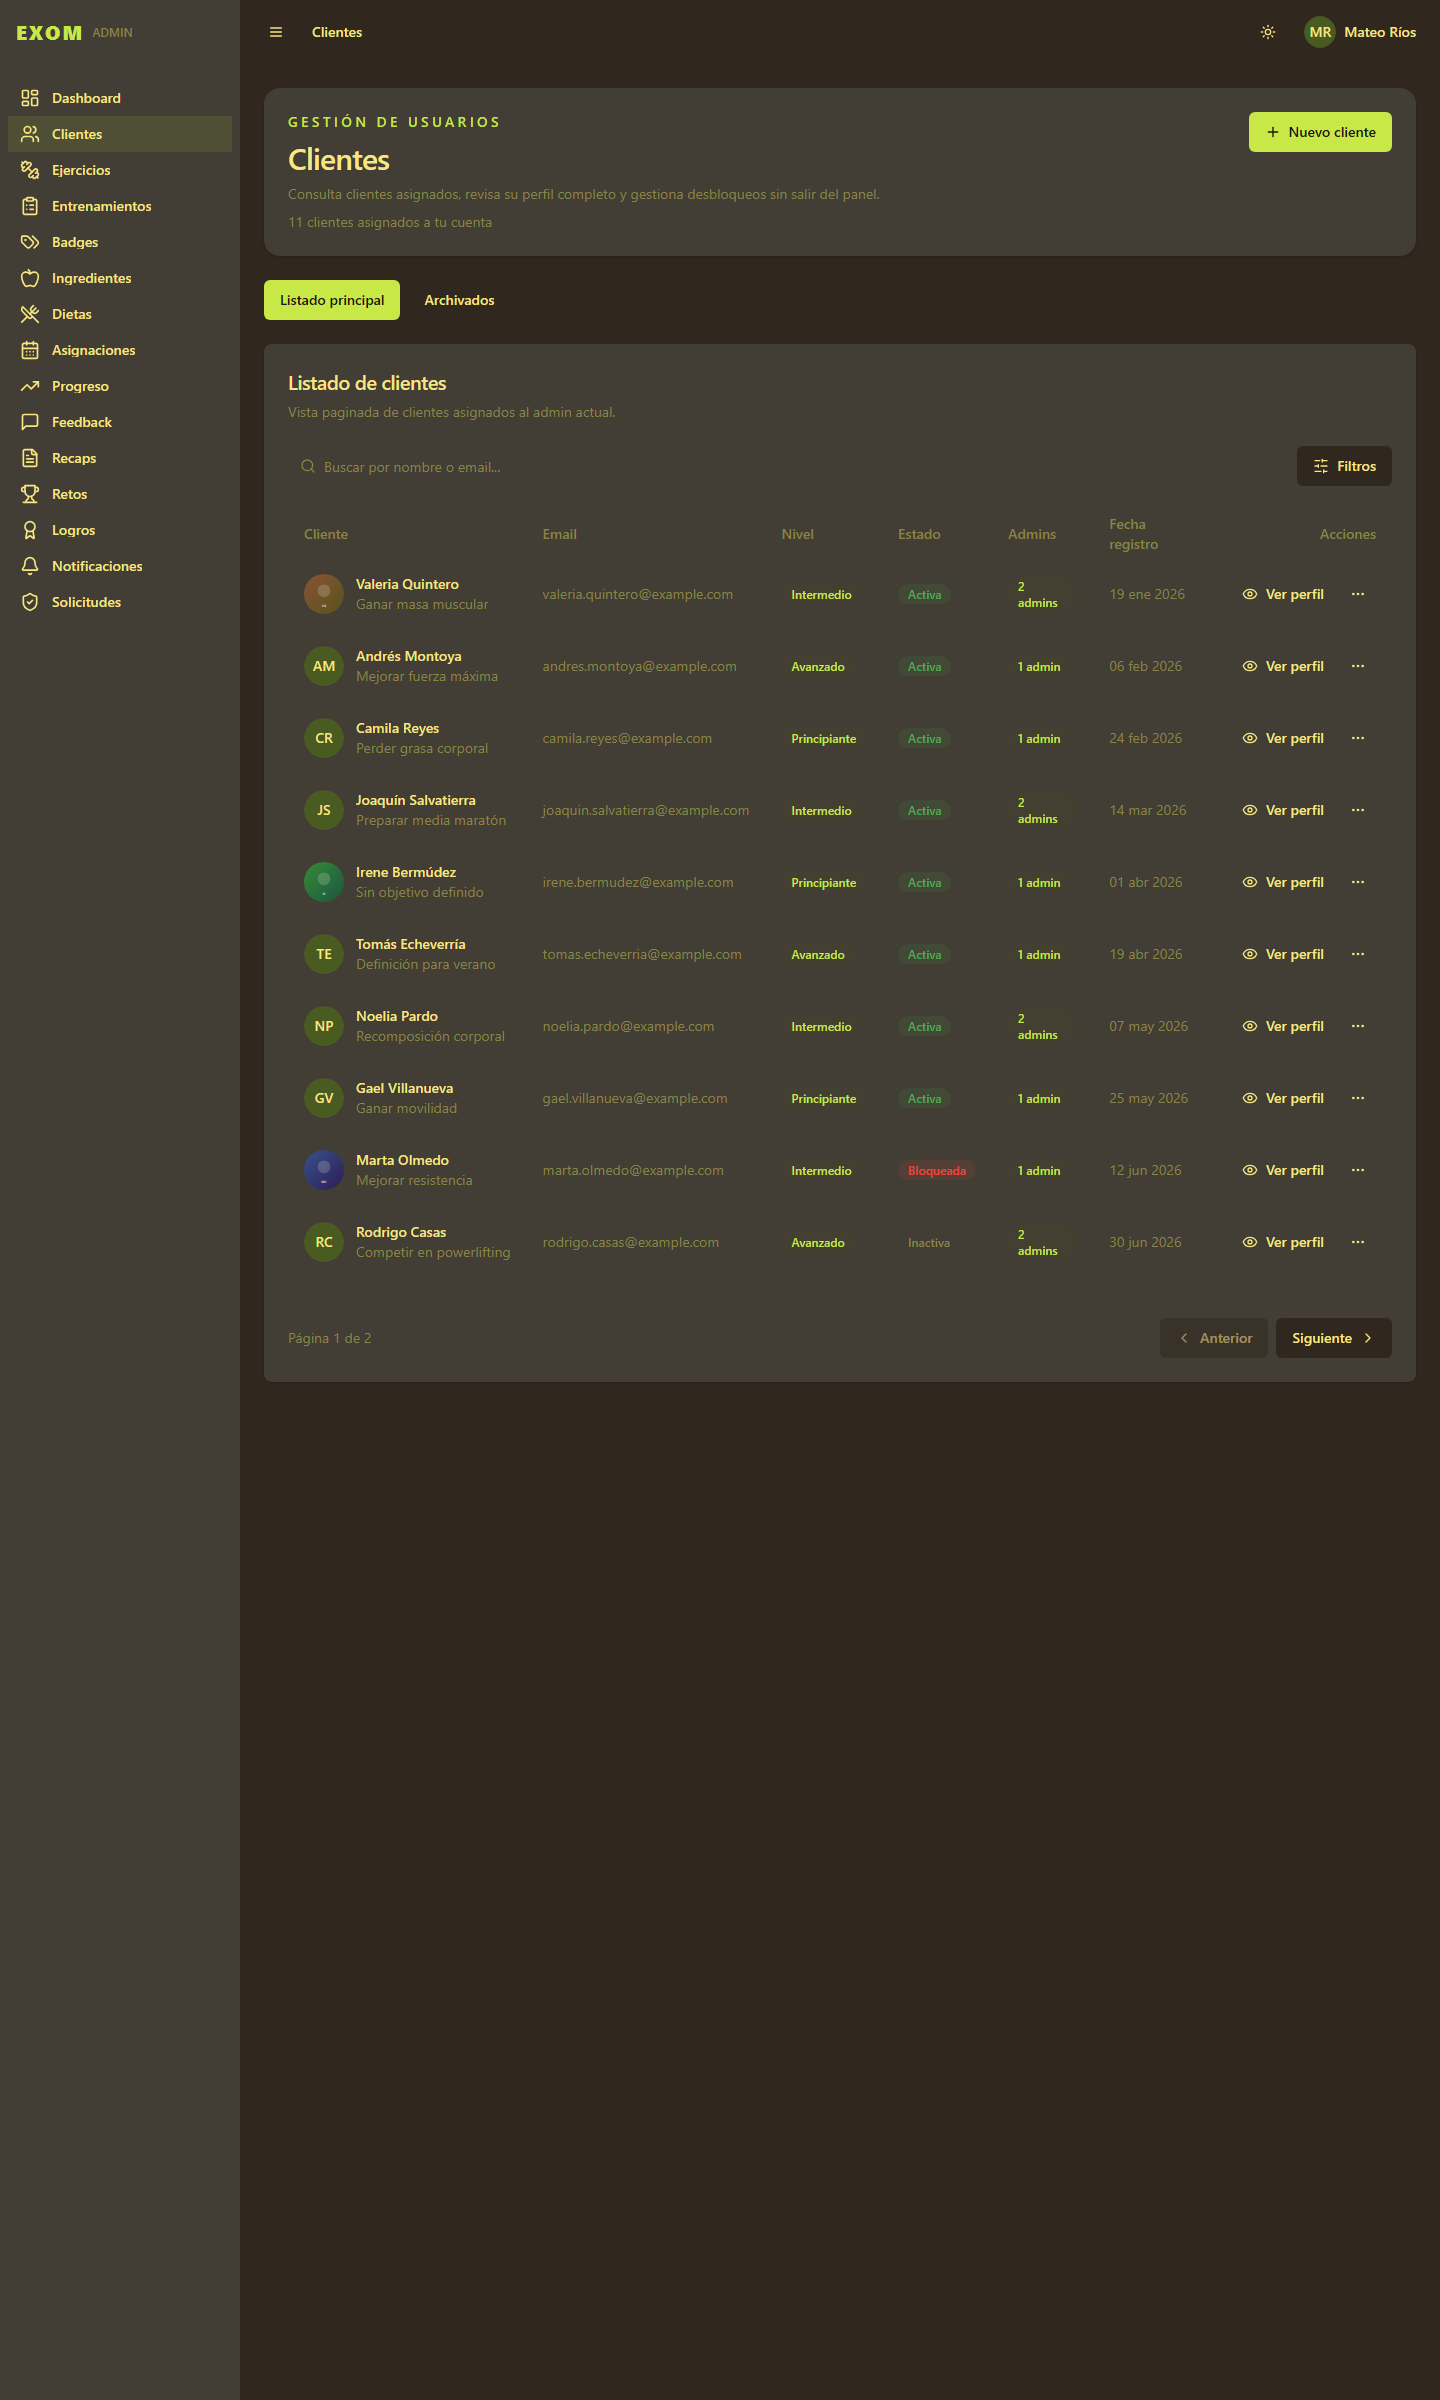 EXOM ADMIN
Clientes
MR Mateo Ríos
Dashboard
Clientes
Ejercicios
Entrenamientos
Badges
Ingredientes
Dietas
Asignaciones
Progreso
Feedback
Recaps
Retos
Logros
Notificaciones
Solicitudes
GESTIÓN DE USUARIOS
Clientes
Consulta clientes asignados, revisa su perfil completo y gestiona desbloqueos sin salir del panel.
11 clientes asignados a tu cuenta
Nuevo cliente
Listado principal
Archivados
Listado de clientes
Vista paginada de clientes asignados al admin actual.
Buscar por nombre o email...
Filtros
Cliente Email Nivel Estado Admins Fecha registro Acciones
Valeria Quintero
Ganar masa muscular
valeria.quintero@example.com Intermedio Activa 2 admins 19 ene 2026 Ver perfil
AM Andrés Montoya
Mejorar fuerza máxima
andres.montoya@example.com Avanzado Activa 1 admin 06 feb 2026 Ver perfil
CR Camila Reyes
Perder grasa corporal
camila.reyes@example.com Principiante Activa 1 admin 24 feb 2026 Ver perfil
JS Joaquín Salvatierra
Preparar media maratón
joaquin.salvatierra@example.com Intermedio Activa 2 admins 14 mar 2026 Ver perfil
Irene Bermúdez
Sin objetivo definido
irene.bermudez@example.com Principiante Activa 1 admin 01 abr 2026 Ver perfil
TE Tomás Echeverría
Definición para verano
tomas.echeverria@example.com Avanzado Activa 1 admin 19 abr 2026 Ver perfil
NP Noelia Pardo
Recomposición corporal
noelia.pardo@example.com Intermedio Activa 2 admins 07 may 2026 Ver perfil
GV Gael Villanueva
Ganar movilidad
gael.villanueva@example.com Principiante Activa 1 admin 25 may 2026 Ver perfil
Marta Olmedo
Mejorar resistencia
marta.olmedo@example.com Intermedio Bloqueada 1 admin 12 jun 2026 Ver perfil
RC Rodrigo Casas
Competir en powerlifting
rodrigo.casas@example.com Avanzado Inactiva 2 admins 30 jun 2026 Ver perfil
Página 1 de 2
Anterior
Siguiente